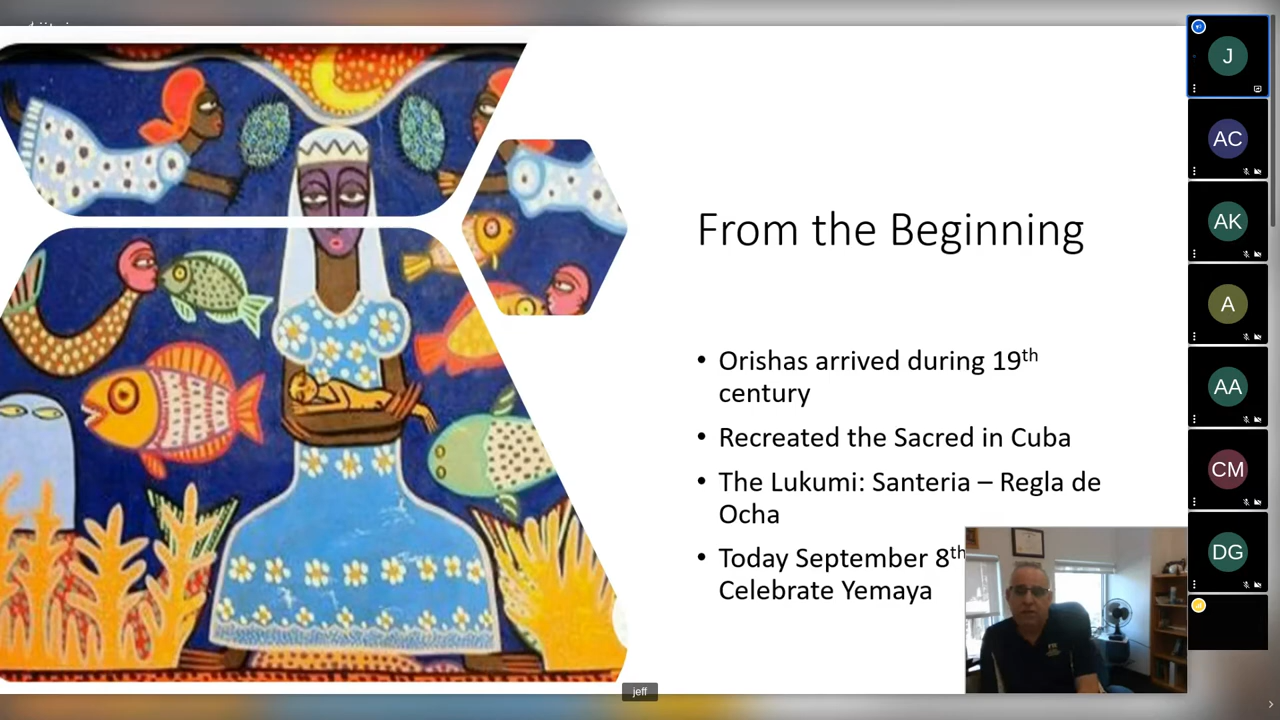 From the Beginning
• Orishas arrived during 19th
century
• Recreated the Sacred in Cuba
• The Lukumi: Santeria – Regla de
Ocha
• Today September 8th
Celebrate Yemaya
jeff
J
AC
AK
A
AA
CM
DG